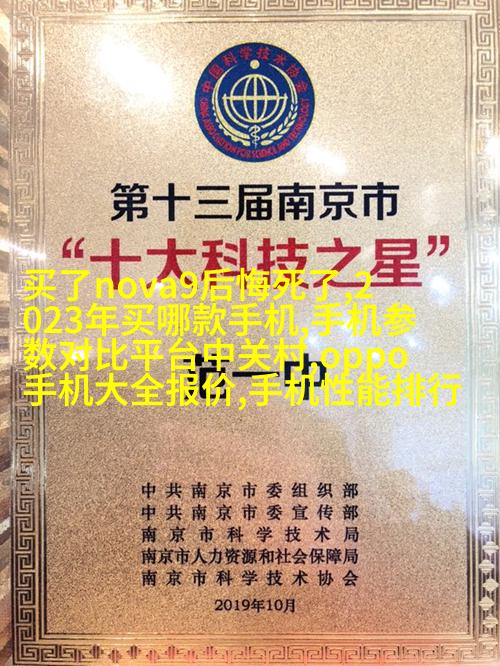 中国科学技术协会
CHINA ASSOCIATION FOR SCIENCE AND TECHNOLOGY
第十三届南京市
“十大科技之星”
买了nova9后悔死了,2
023年买哪款手机,手机参
数对比平台中关村,oppo
手机大全报价,手机性能排行
中共南京市委组织部
中共南京市委宣传部
南京市科学技术局
南京市人力资源和社会保障局
南京市科学技术协会
2019年10月